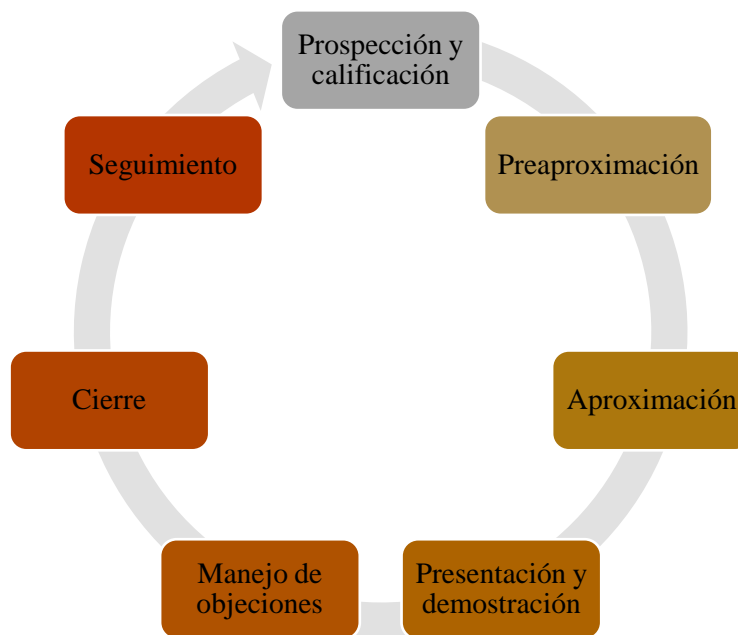 Prospección y
calificación
Preaproximación
Aproximación
Presentación y
demostración
Manejo de
objeciones
Cierre
Seguimiento